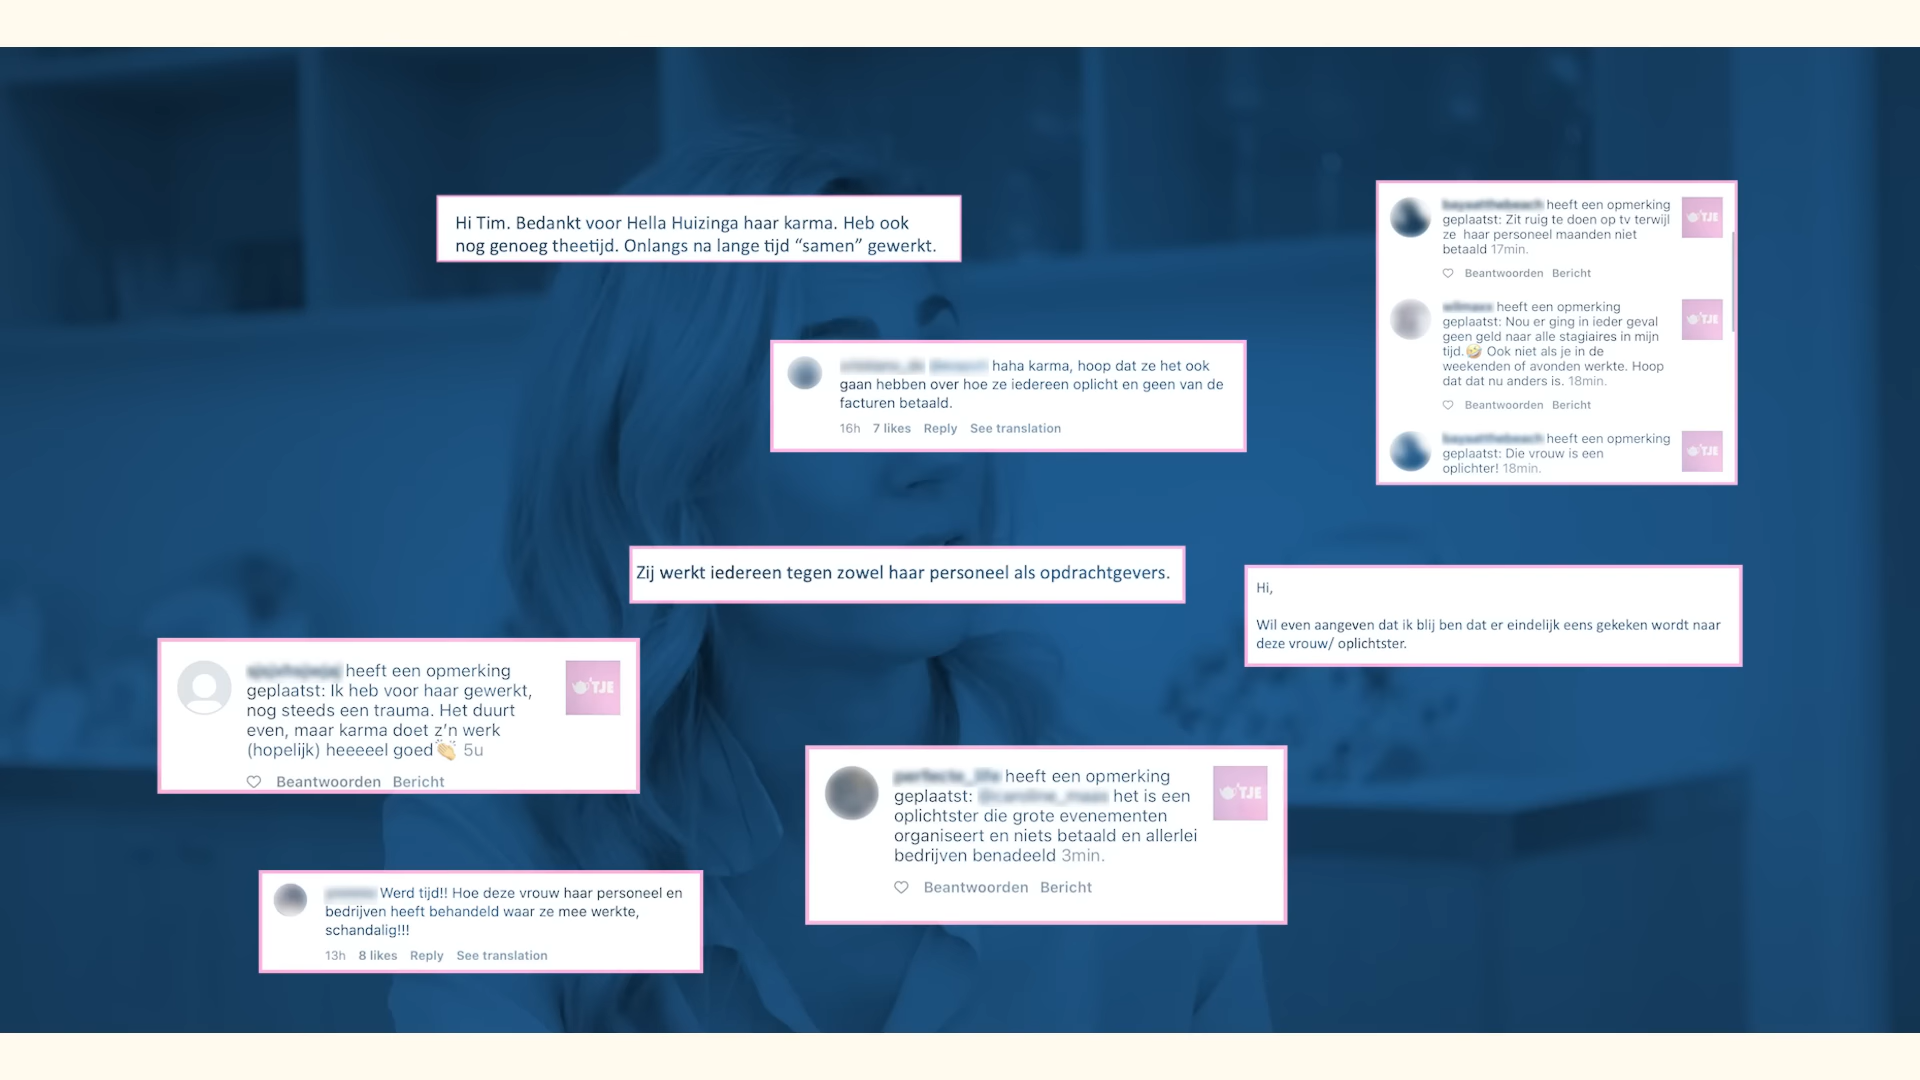 Hi Tim. Bedankt voor Hella Huizinga haar karma. Heb ook
nog genoeg theetijd. Onlangs na lange tijd “samen” gewerkt.
heeft een opmerking
geplaatst: Zit ruig te doen op tv terwijl
ze haar personeel maanden niet
betaald 17min.
Beantwoorden Bericht
'TJE
heeft een opmerking
geplaatst: Nou er ging in ieder geval
geen geld naar alle stagiaires in mijn
tijd.🤣 Ook niet als je in de
weekenden of avonden werkte. Hoop
dat dat nu anders is. 18min.
Beantwoorden Bericht
'TJE
heeft een opmerking
geplaatst: Die vrouw is een
oplichter! 18min.
'TJE
haha karma, hoop dat ze het ook
gaan hebben over hoe ze iedereen oplicht en geen van de
facturen betaald.
16h 7 likes Reply See translation
Zij werkt iedereen tegen zowel haar personeel als opdrachtgevers.
Hi,
Wil even aangeven dat ik blij ben dat er eindelijk eens gekeken wordt naar
deze vrouw/ oplichtster.
heeft een opmerking
geplaatst: Ik heb voor haar gewerkt,
nog steeds een trauma. Het duurt
even, maar karma doet z'n werk
(hopelijk) heeeeel goed👏 5u
Beantwoorden Bericht
'TJE
heeft een opmerking
geplaatst: het is een
oplichtster die grote evenementen
organiseert en niets betaald en allerlei
bedrijven benadeeld 3min.
Beantwoorden Bericht
'TJE
Werd tijd!! Hoe deze vrouw haar personeel en
bedrijven heeft behandeld waar ze mee werkte,
schandalig!!!
13h 8 likes Reply See translation